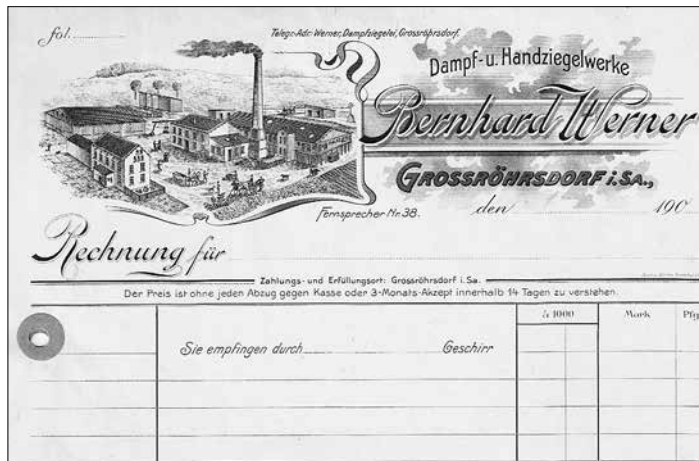 fol.
Telegr.-Adr.: Werner, Dampfziegelei, Grossröhrsdorf.
Dampf- u. Handziegelwerke
Bernhard Werner
GROSSRÖHRSDORF i. SA.,
Fernsprecher Nr. 38.
den 190
Rechnung für
Zahlungs- und Erfüllungsort: Grossröhrsdorf i. Sa.
Der Preis ist ohne jeden Abzug gegen Kasse oder 3-Monats-Akzept innerhalb 14 Tagen zu verstehen.
à 1000 Mark Pfg
Sie empfingen durch Geschirr